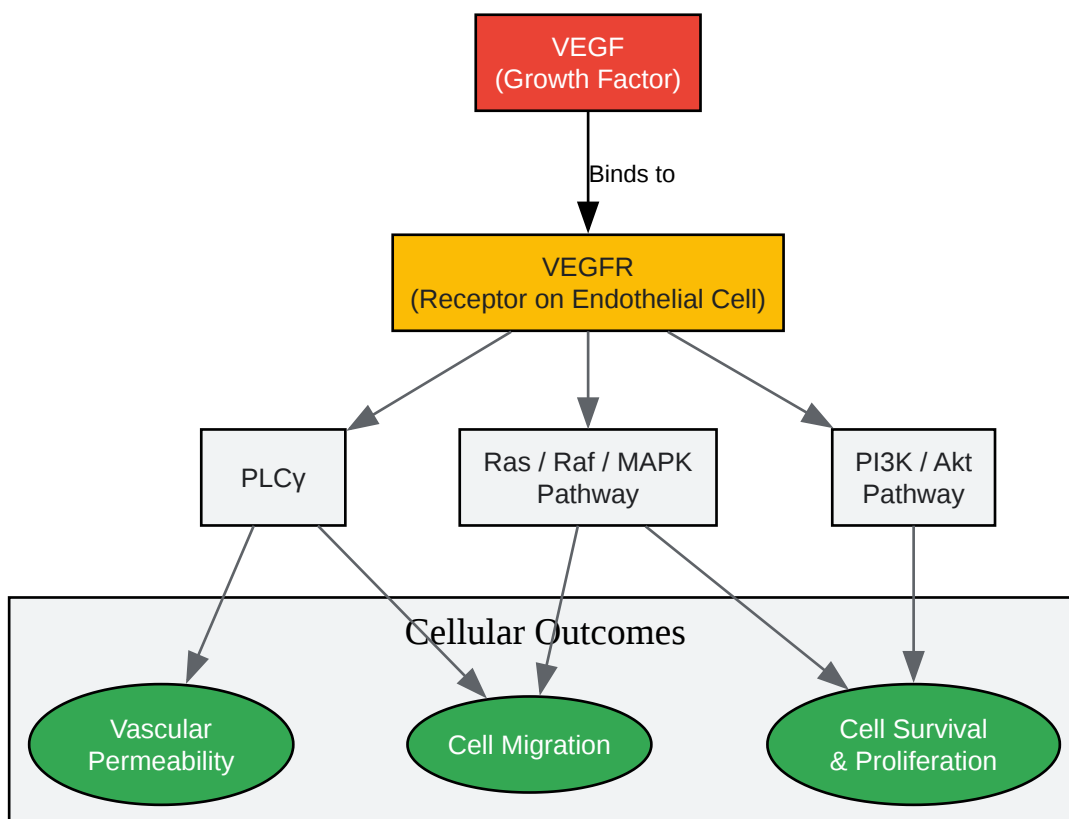 VEGF
(Growth Factor)
Binds to
VEGFR
(Receptor on Endothelial Cell)
PLCγ
Ras / Raf / MAPK
Pathway
PI3K / Akt
Pathway
Cellular Outcomes
Vascular
Permeability
Cell Migration
Cell Survival
& Proliferation